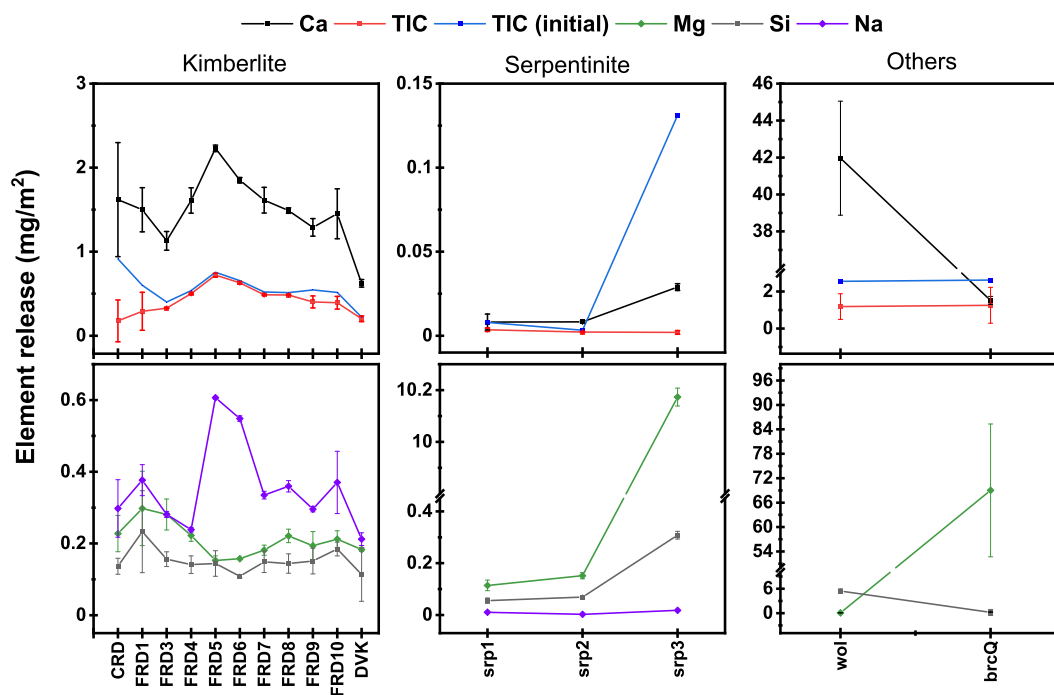 Ca TIC TIC (initial) Mg Si Na
Kimberlite Serpentinite Others
Element release (mg/m²)
3
2
1
0
0.15
0.10
0.05
0
46
44
42
40
38
2
0
0.6
0.4
0.2
0
10.2
10
0.4
0.2
0
96
90
84
78
72
66
60
54
6
0
CRD
FRD1
FRD3
FRD4
FRD5
FRD6
FRD7
FRD8
FRD9
FRD10
DVK
srp1
srp2
srp3
wol
brcQ